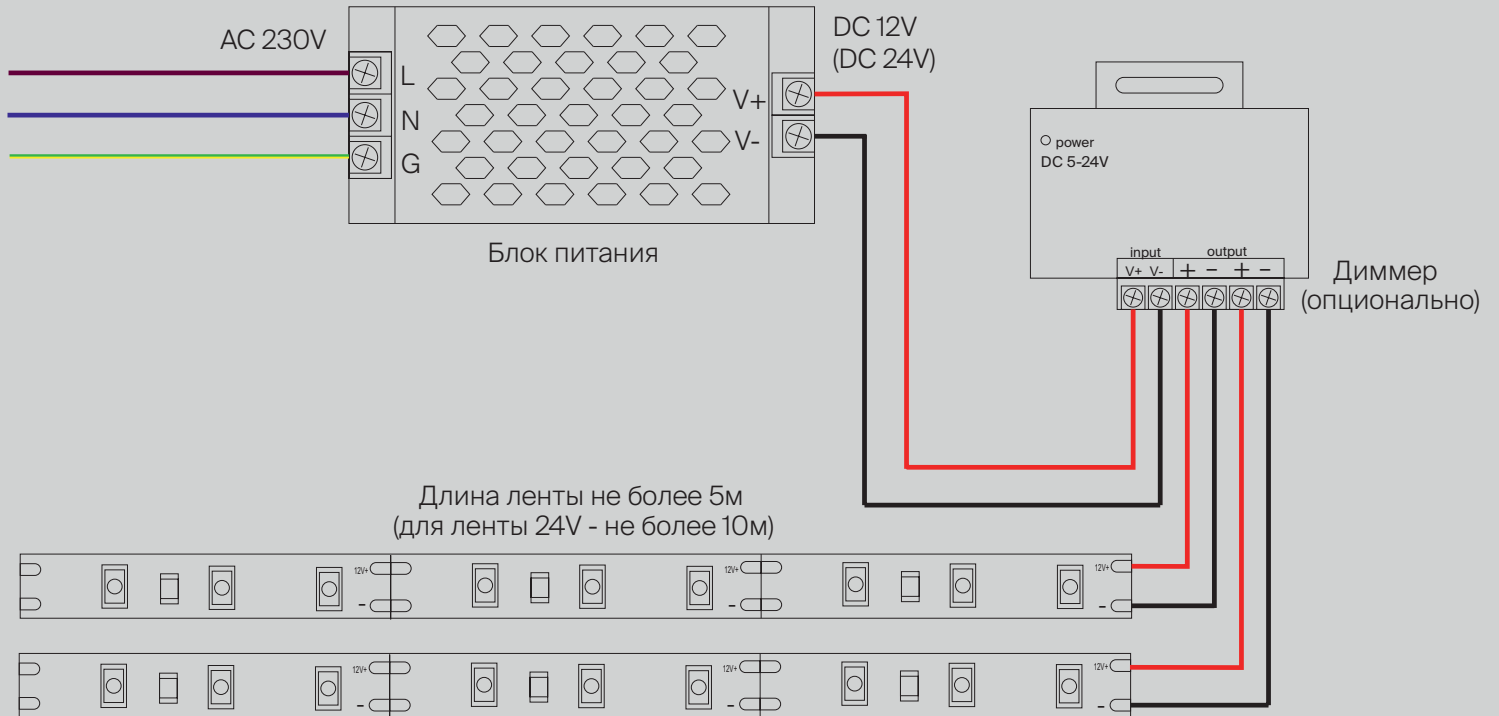 AC 230V
L
N
G
V+
V-
DC 12V
(DC 24V)
Блок питания
power
DC 5-24V
input output
V+ V- + − + −
Диммер
(опционально)
Длина ленты не более 5м
(для ленты 24V - не более 10м)
12V+ 12V+ 12V+
- - -
12V+ 12V+ 12V+
- - -